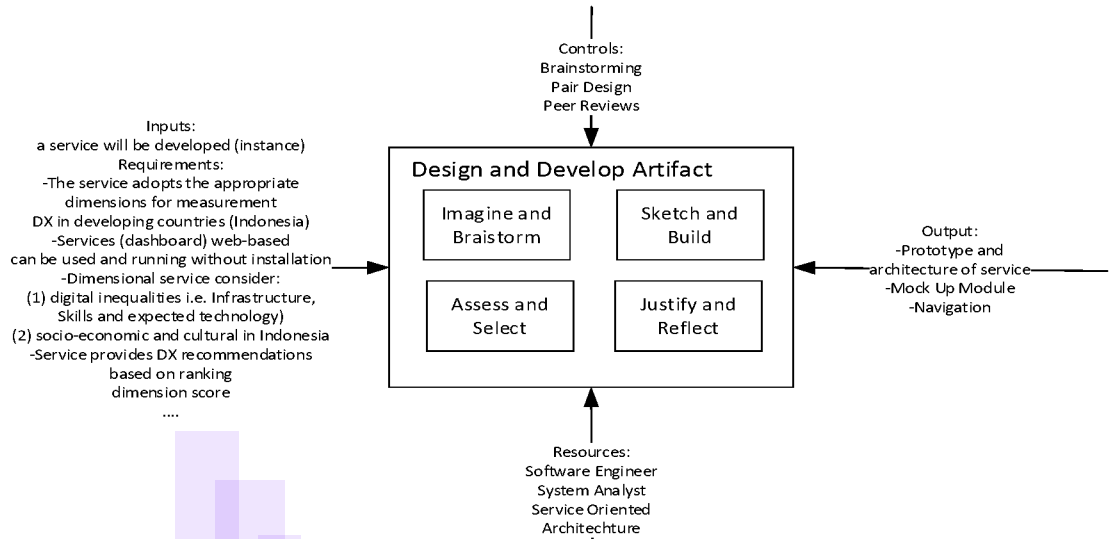 Controls:
Brainstorming
Pair Design
Peer Reviews
Inputs:
a service will be developed (instance)
Requirements:
-The service adopts the appropriate
dimensions for measurement
DX in developing countries (Indonesia)
-Services (dashboard) web-based
can be used and running without installation
-Dimensional service consider:
(1) digital inequalities i.e. Infrastructure,
Skills and expected technology)
(2) socio-economic and cultural in Indonesia
-Service provides DX recommendations
based on ranking
dimension score
....
Design and Develop Artifact
Imagine and
Braistorm
Sketch and
Build
Assess and
Select
Justify and
Reflect
Output:
-Prototype and
architecture of service
-Mock Up Module
-Navigation
Resources:
Software Engineer
System Analyst
Service Oriented
Architechture